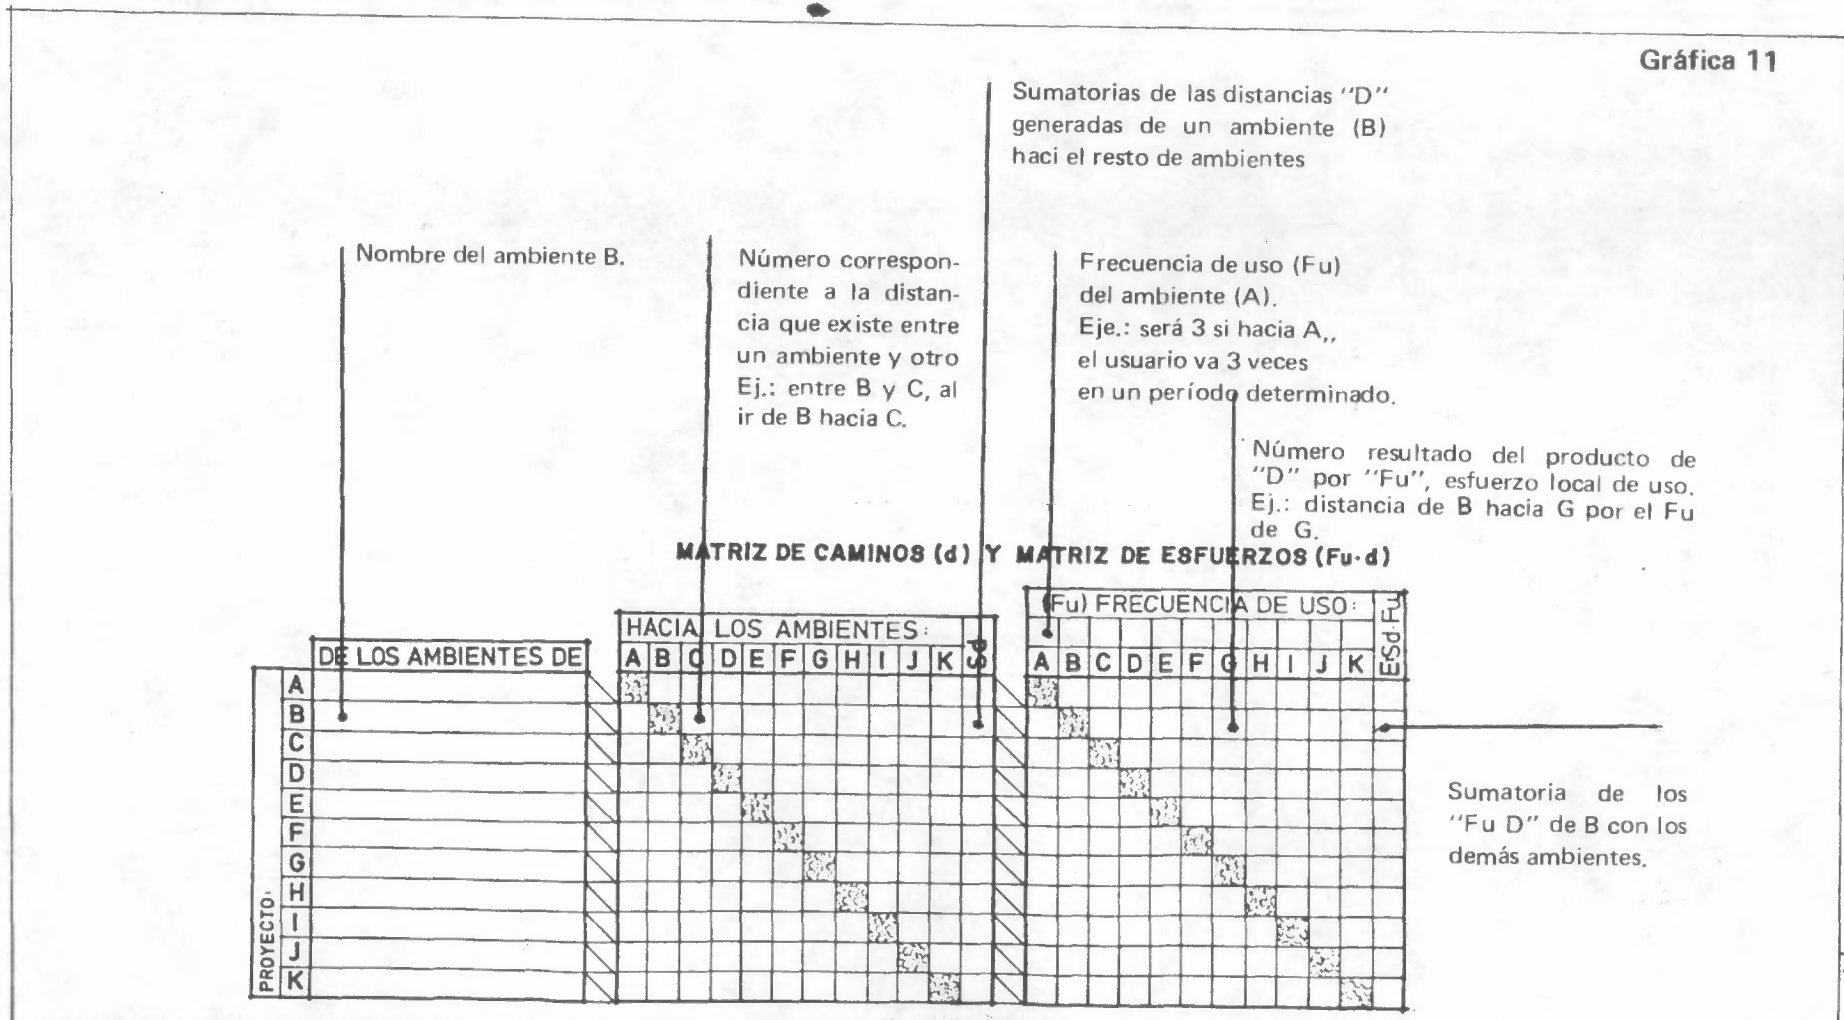 Gráfica 11
Sumatorias de las distancias "D"
generadas de un ambiente (B)
haci el resto de ambientes
Nombre del ambiente B.
Número correspon-
diente a la distan-
cia que existe entre
un ambiente y otro
Ej.: entre B y C, al
ir de B hacia C.
Frecuencia de uso (Fu)
del ambiente (A).
Eje.: será 3 si hacia A,,
el usuario va 3 veces
en un período determinado.
Número resultado del producto de
"D" por "Fu", esfuerzo local de uso.
Ej.: distancia de B hacia G por el Fu
de G.
MATRIZ DE CAMINOS (d) Y MATRIZ DE ESFUERZOS (Fu·d)
(Fu) FRECUENCIA DE USO:
HACIA LOS AMBIENTES:
DE LOS AMBIENTES DE
A B C D E F G H I J K Sd
A B C D E F G H I J K
PROYECTO:
A
B
C
D
E
F
G
H
I
J
K
Sumatoria de los
"Fu D" de B con los
demás ambientes.